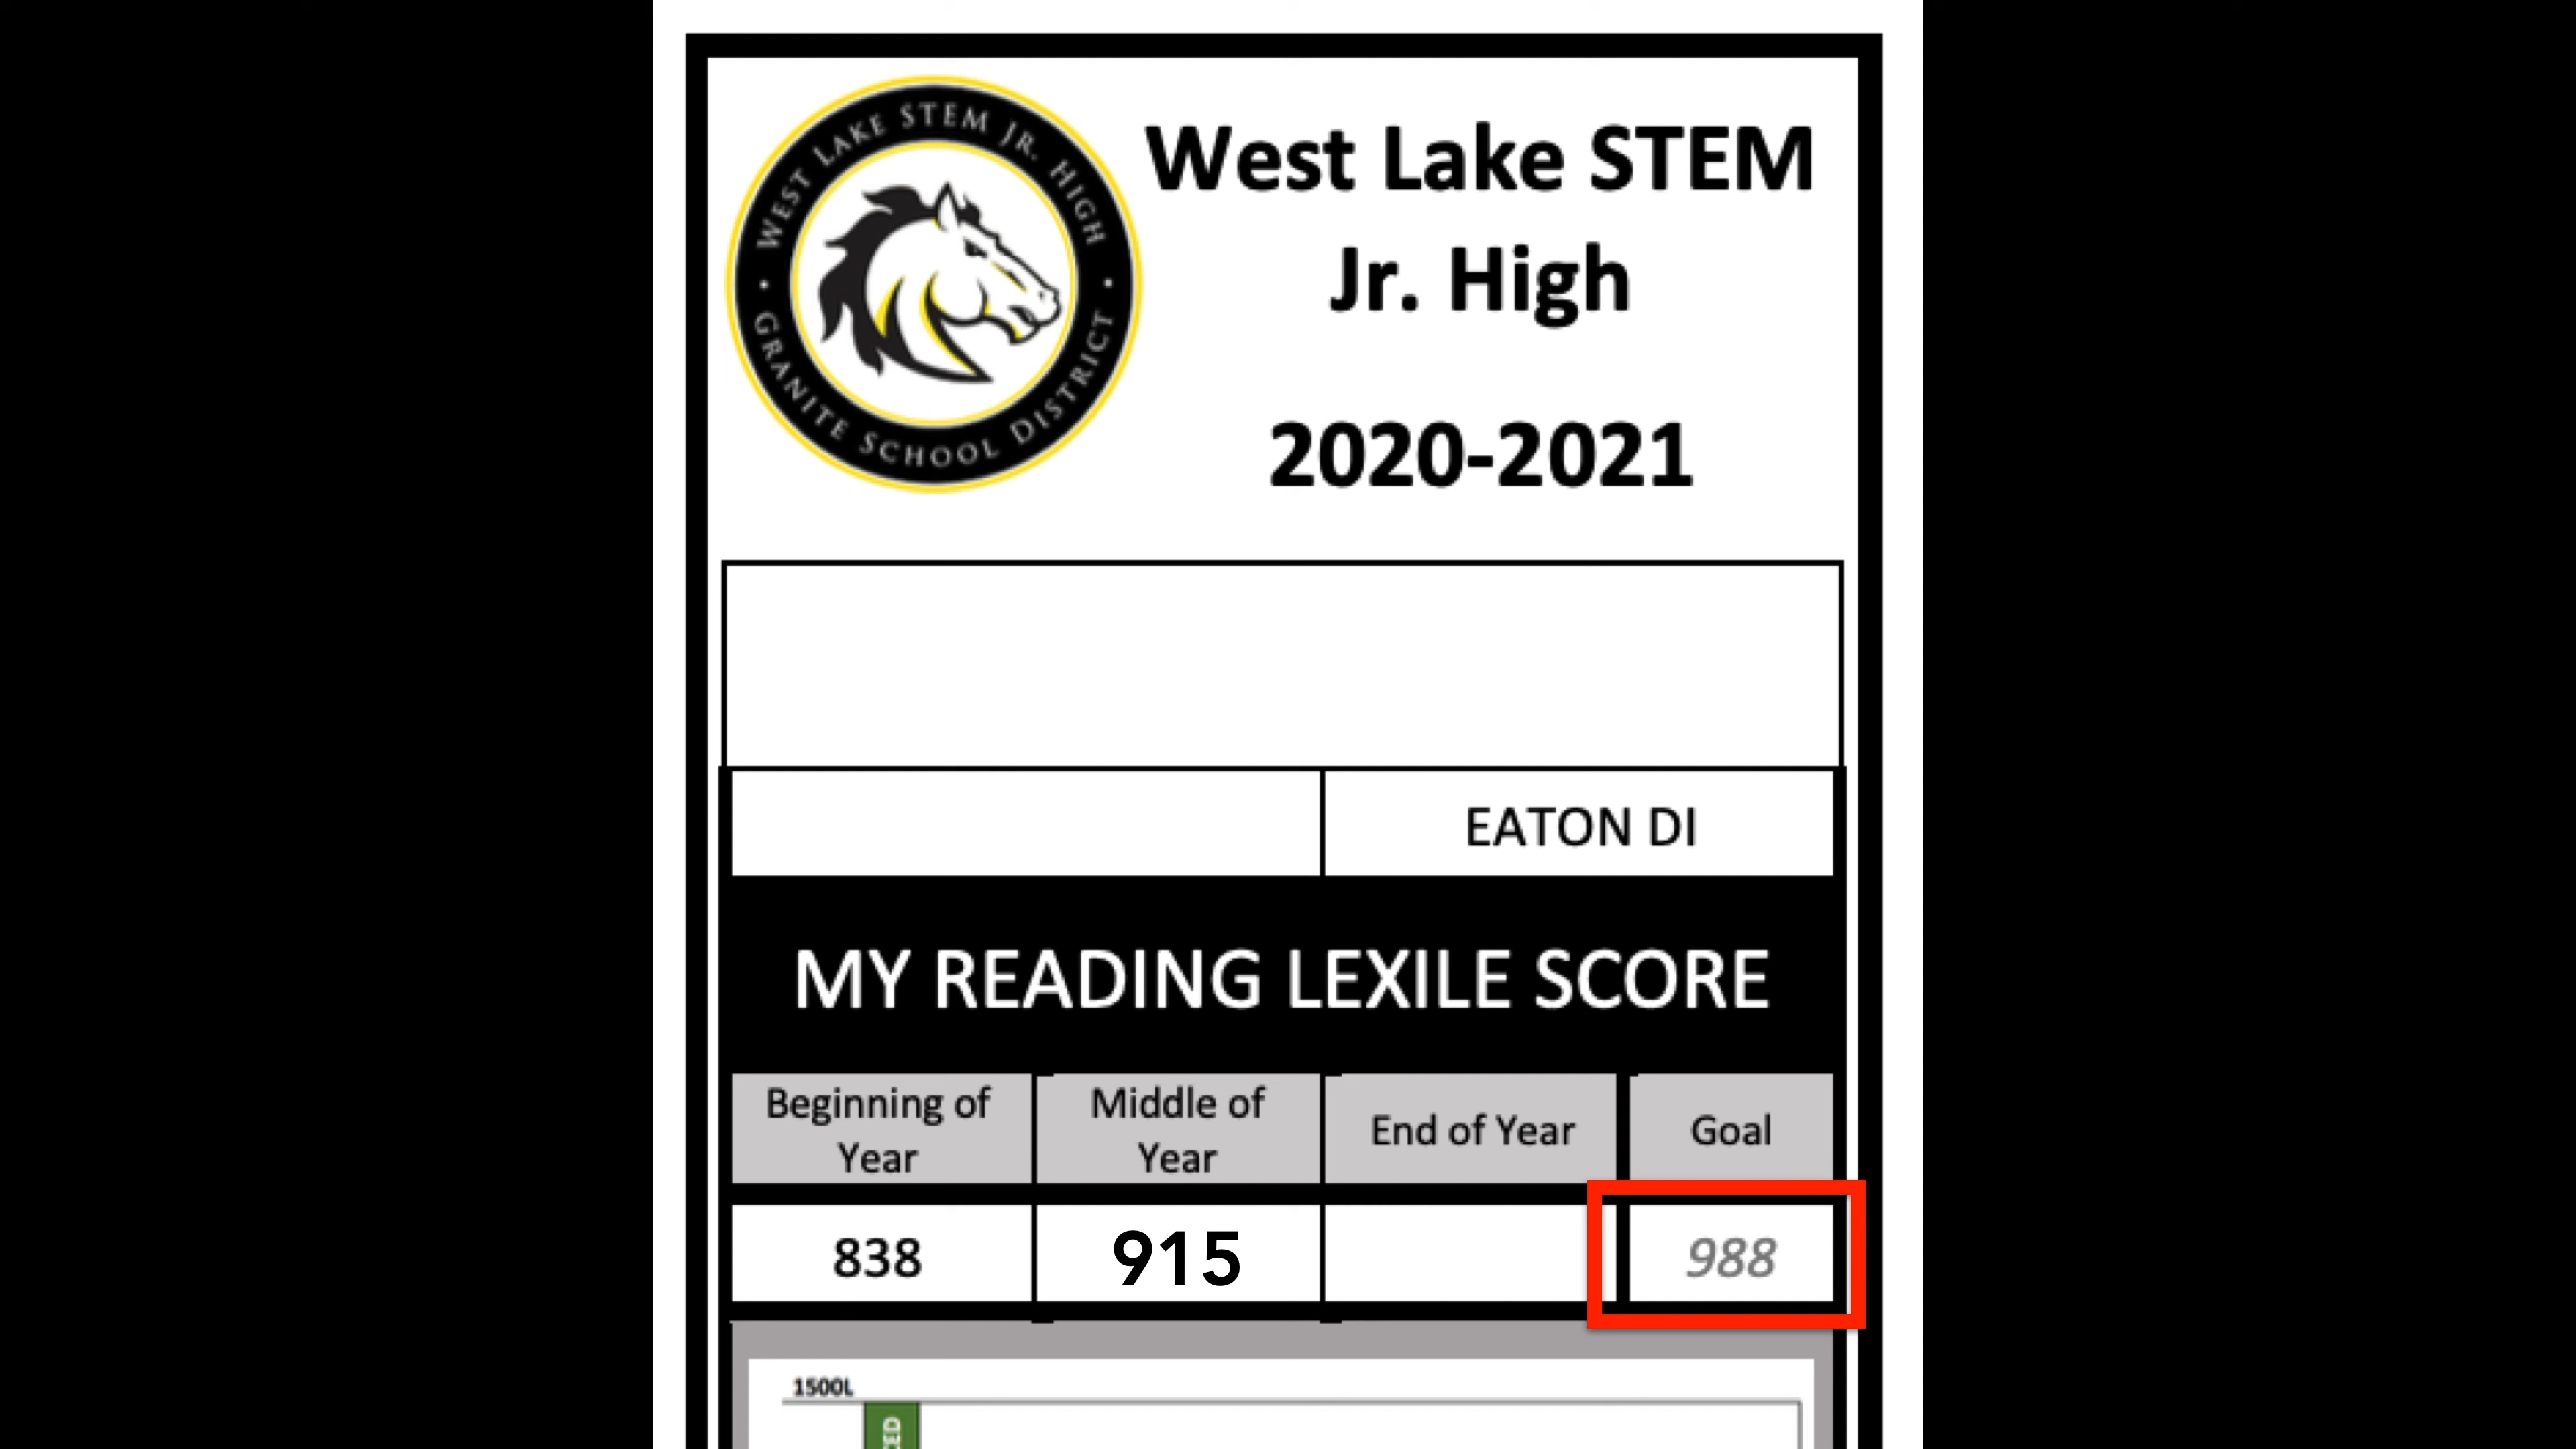 WEST LAKE STEM JR. HIGH
• GRANITE SCHOOL DISTRICT •
West Lake STEM
Jr. High
2020-2021
EATON DI
MY READING LEXILE SCORE
Beginning of
Year
Middle of
Year
End of Year
Goal
838
915
988
1500L